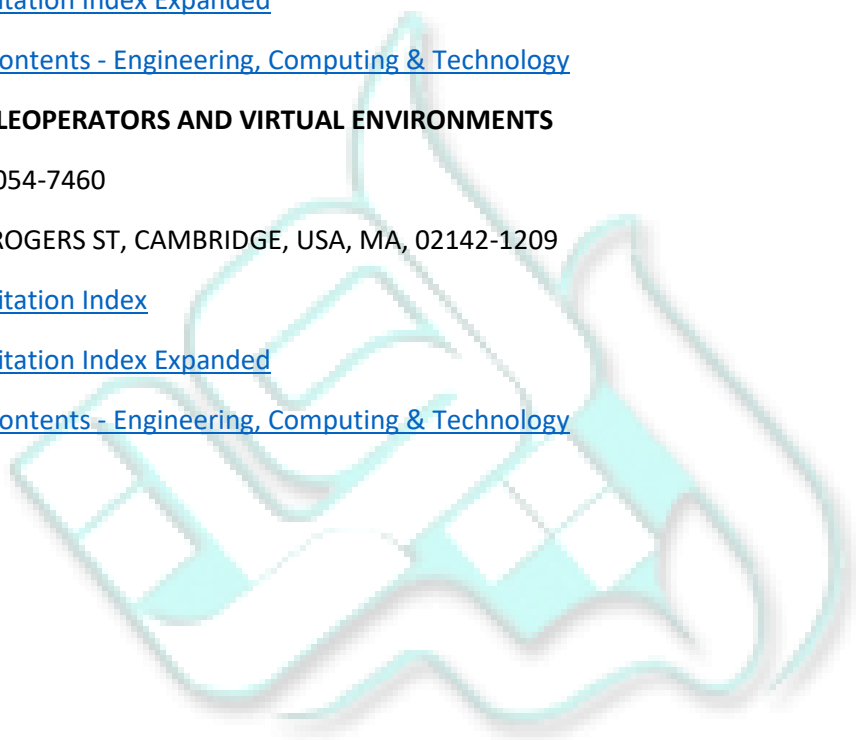 itation Index Expanded
ontents - Engineering, Computing & Technology
LEOPERATORS AND VIRTUAL ENVIRONMENTS
054-7460
ROGERS ST, CAMBRIDGE, USA, MA, 02142-1209
itation Index
itation Index Expanded
ontents - Engineering, Computing & Technology